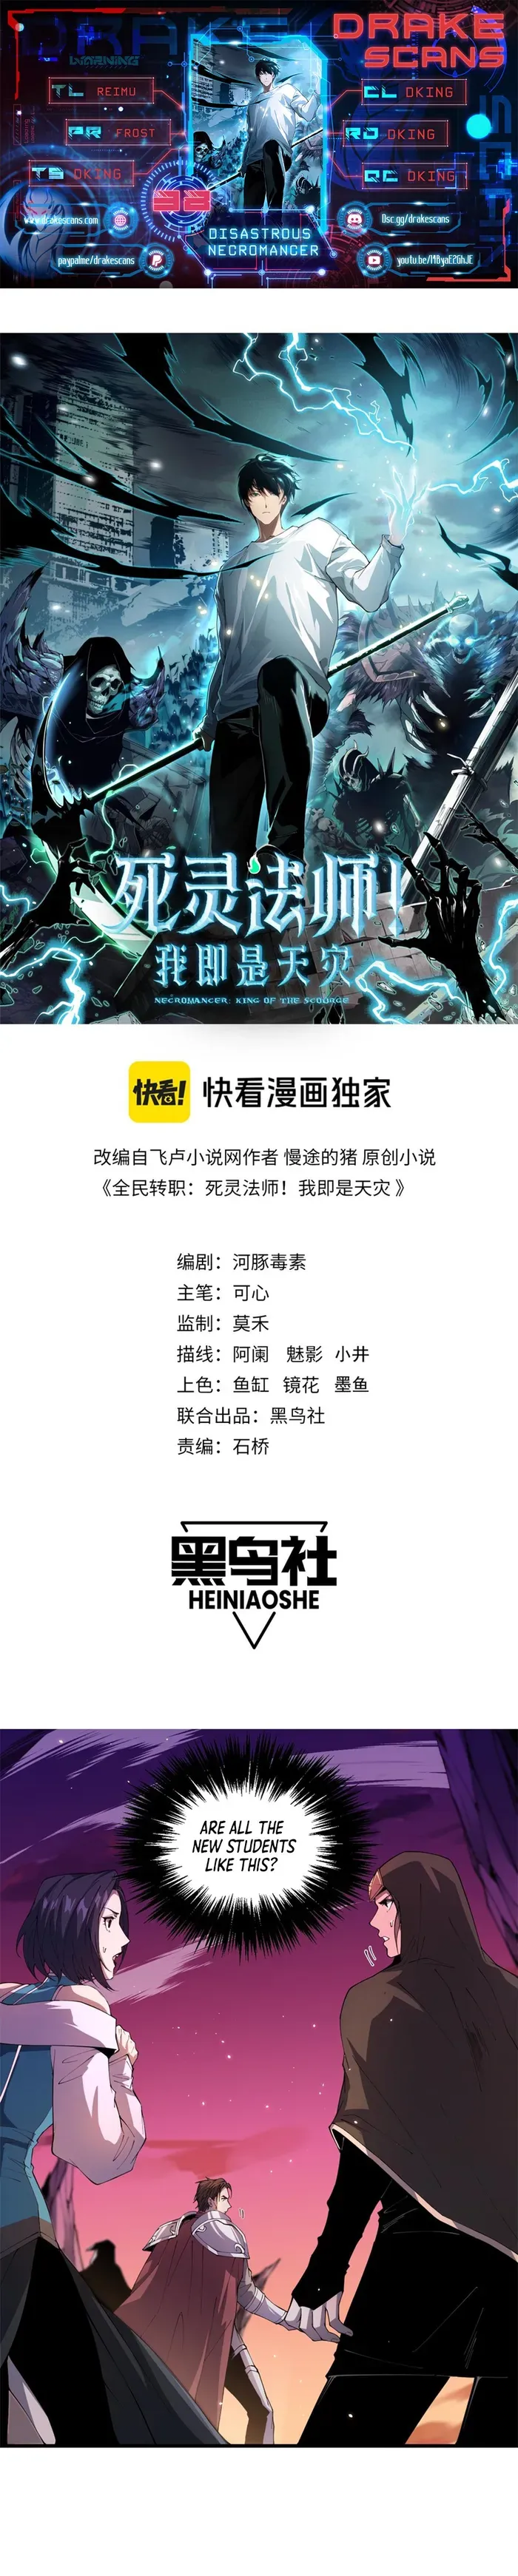 DRAKE
SCANS
WARNING
TL REIMU
PR FROST
TS DKING
CL DKING
RD DKING
QC DKING
33
www.drakescans.com
Dsc.gg/drakescans
paypalme/drakescans
DISASTROUS
NECROMANCER
死灵法师!
我即是天灾
NECROMANCER: KING OF THE SCOURGE
快看!
快看漫画独家
改编自飞卢小说网作者 慢途的猪 原创小说
《全民转职：死灵法师！我即是天灾 》
编剧：河豚毒素
主笔：可心
监制：莫禾
描线：阿阑 魅影 小井
上色：鱼缸 镜花 墨鱼
联合出品：黑鸟社
责编：石桥
黑鸟社
HEINIAOSHE
ARE ALL THE
NEW STUDENTS
LIKE THIS?